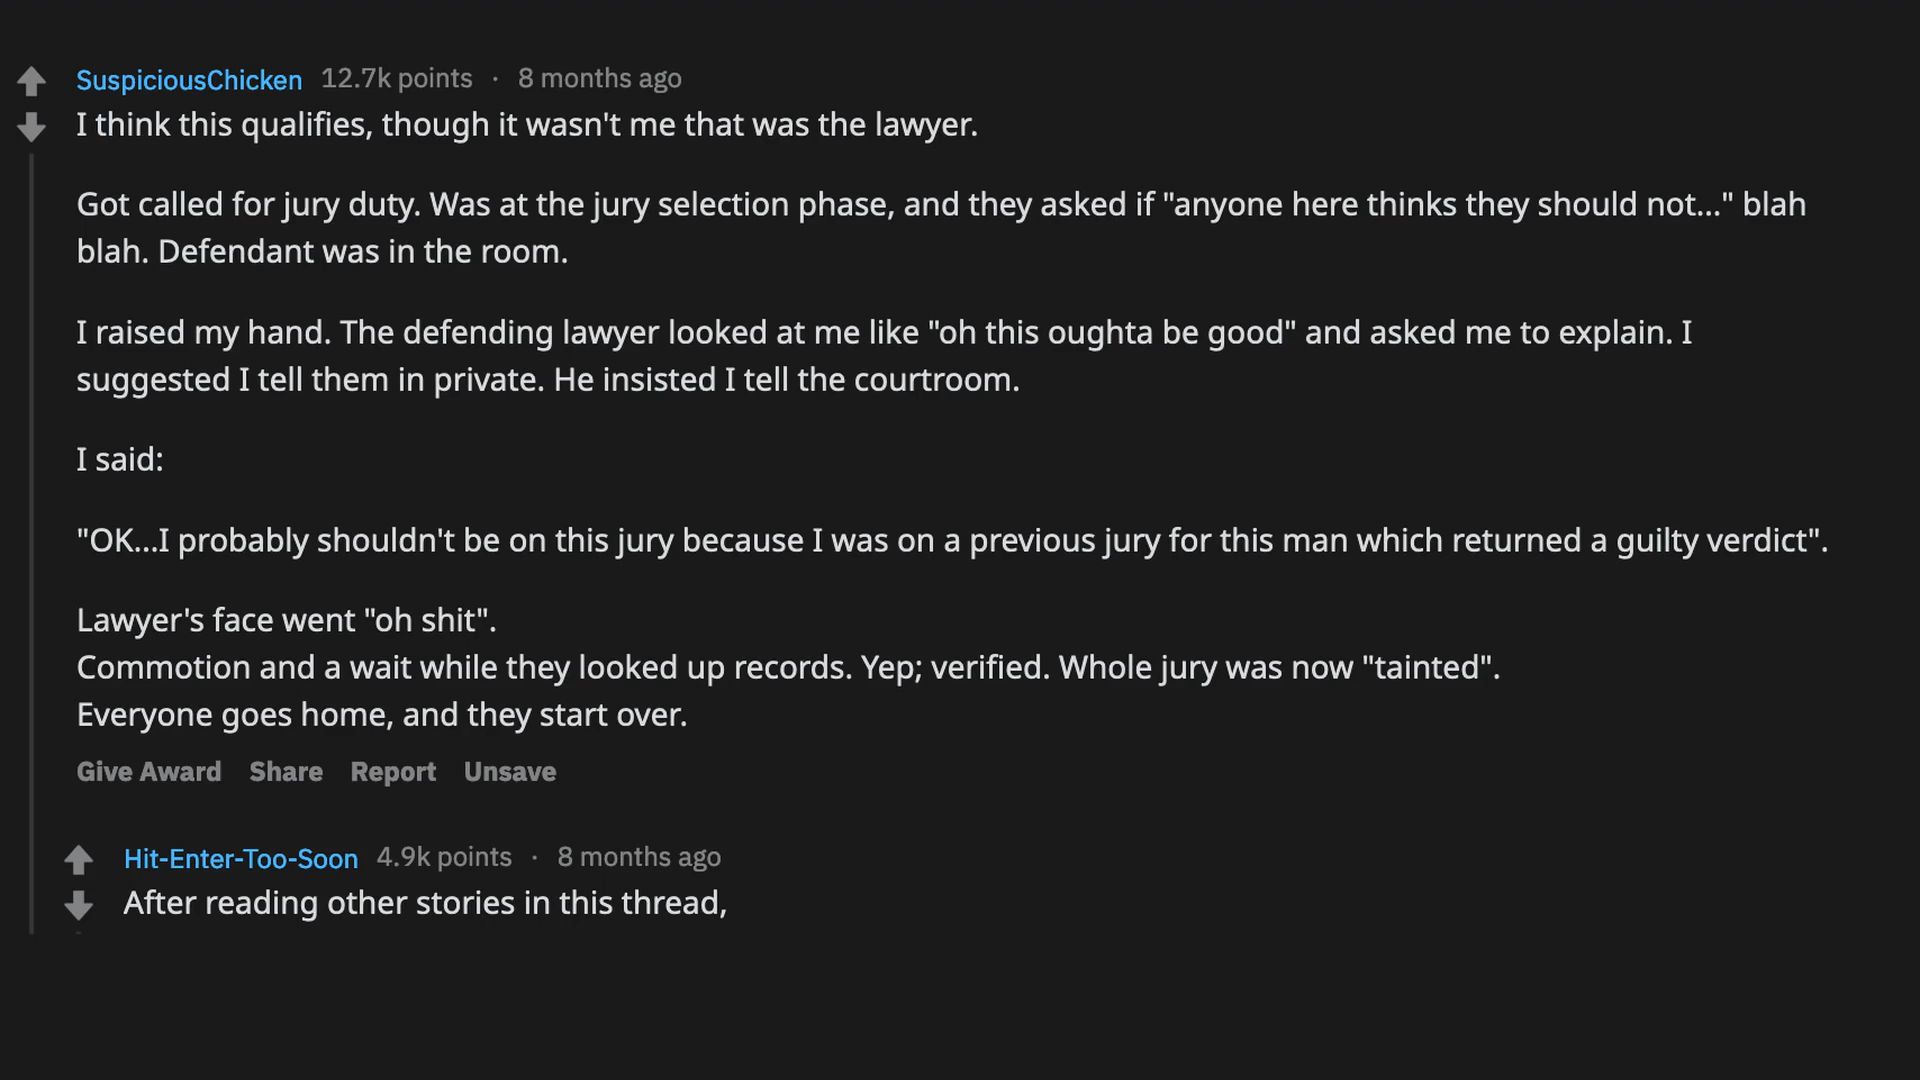 SuspiciousChicken 12.7k points · 8 months ago
I think this qualifies, though it wasn't me that was the lawyer.
Got called for jury duty. Was at the jury selection phase, and they asked if "anyone here thinks they should not..." blah
blah. Defendant was in the room.
I raised my hand. The defending lawyer looked at me like "oh this oughta be good" and asked me to explain. I
suggested I tell them in private. He insisted I tell the courtroom.
I said:
"OK...I probably shouldn't be on this jury because I was on a previous jury for this man which returned a guilty verdict".
Lawyer's face went "oh shit".
Commotion and a wait while they looked up records. Yep; verified. Whole jury was now "tainted".
Everyone goes home, and they start over.
Give Award Share Report Unsave
Hit-Enter-Too-Soon 4.9k points · 8 months ago
After reading other stories in this thread,